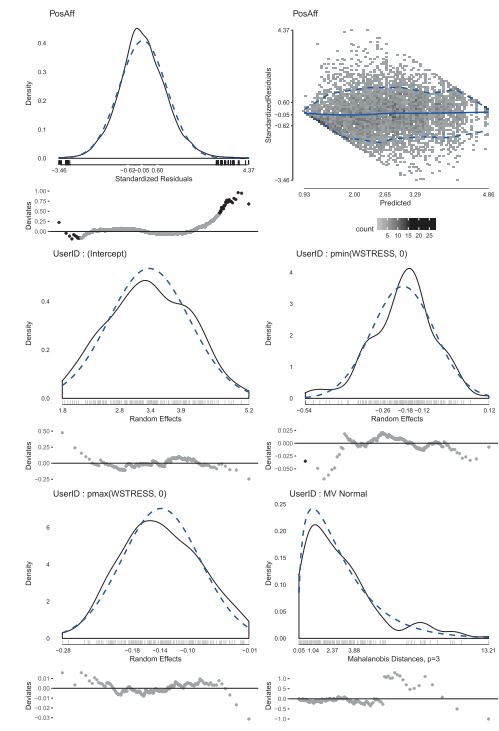 PosAff
0.4
0.3
0.2
0.1
0.0
Density
−3.46 −0.62 −0.05 0.60 4.37
Standardized Residuals
1.00
0.75
0.50
0.25
0.00
Deviates
PosAff
4.37
0.60
−0.05
−0.62
−3.46
Standardized Residuals
0.93 2.00 2.65 3.29 4.86
Predicted
count
5 10 15 20 25
UserID : (Intercept)
0.4
0.2
0.0
Density
1.8 2.8 3.4 3.9 5.2
Random Effects
0.50
0.25
0.00
−0.25
Deviates
UserID : pmin(WSTRESS, 0)
4
3
2
1
0
Density
−0.54 −0.26 −0.18 −0.12 0.12
Random Effects
0.025
0.000
−0.025
−0.050
Deviates
UserID : pmax(WSTRESS, 0)
6
4
2
0
Density
−0.28 −0.18 −0.14 −0.10 −0.01
Random Effects
0.01
0.00
−0.01
−0.02
−0.03
Deviates
UserID : MV Normal
0.25
0.20
0.15
0.10
0.05
0.00
Density
0.05 1.04 2.37 3.88 13.21
Mahalanobis Distances, p=3
1.0
0.5
0.0
−0.5
−1.0
Deviates